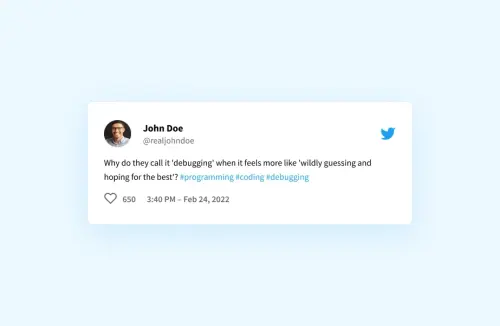 John Doe
@realjohndoe
Why do they call it 'debugging' when it feels more like 'wildly guessing and
hoping for the best'? #programming #coding #debugging
650 3:40 PM – Feb 24, 2022